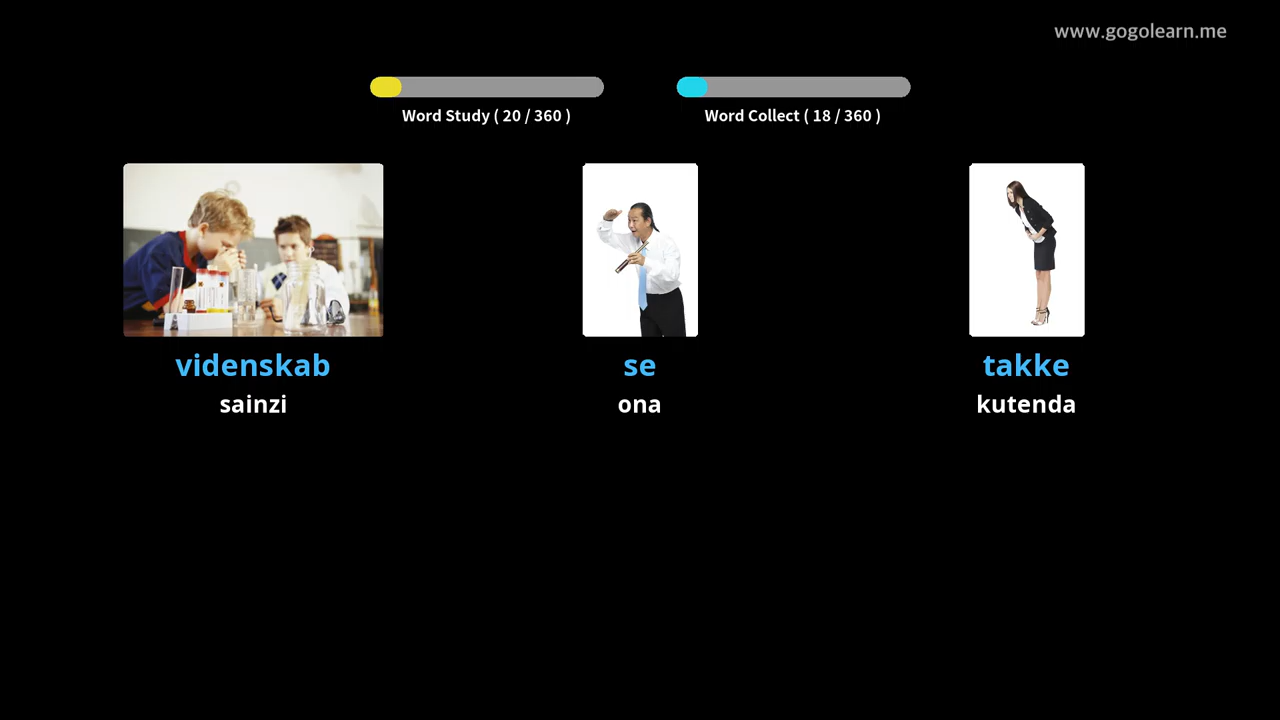 www.gogolearn.me
Word Study ( 20 / 360 )
Word Collect ( 18 / 360 )
videnskab
sainzi
se
ona
takke
kutenda